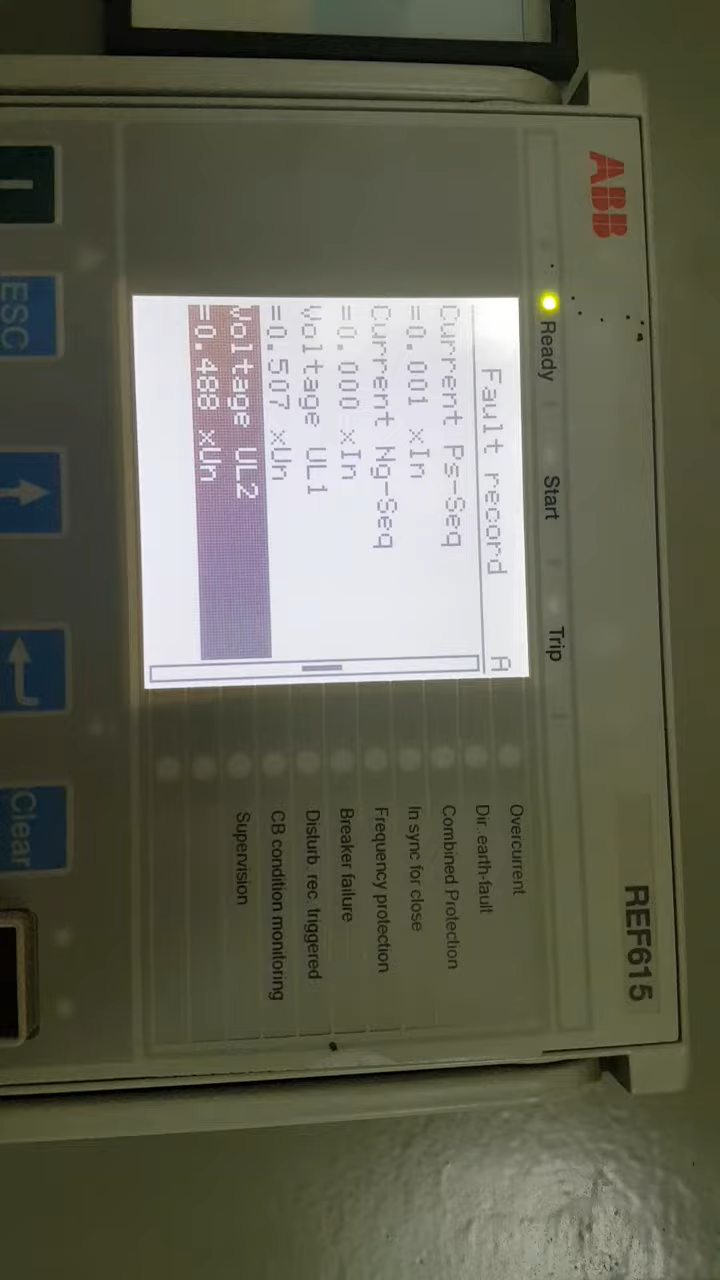 ABB
REF615
Ready
Start
Trip
Fault record
A
Current Ps-Seq
=0.001 xIn
Current Ng-Seq
=0.000 xIn
Voltage UL1
=0.507 xUn
Voltage UL2
=0.488 xUn
Overcurrent
Dir. earth-fault
Combined Protection
In sync for close
Frequency protection
Breaker failure
Disturb. rec. triggered
CB condition monitoring
Supervision
ESC
Clear